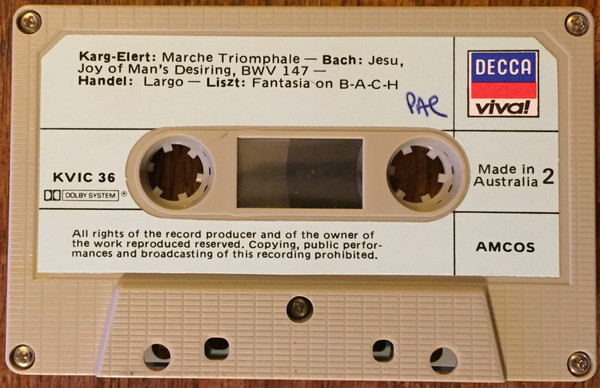 Karg-Elert: Marche Triomphale — Bach: Jesu,
Joy of Man's Desiring, BWV 147 —
Handel: Largo — Liszt: Fantasia on B-A-C-H
DECCA
viva!
KVIC 36
DOLBY SYSTEM ®
Made in
Australia 2
All rights of the record producer and of the owner of
the work reproduced reserved. Copying, public perfor-
mances and broadcasting of this recording prohibited.
AMCOS